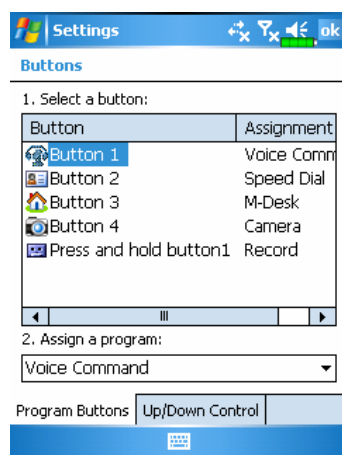 Settings ok
Buttons
1. Select a button:
Button Assignment
Button 1 Voice Comm
Button 2 Speed Dial
Button 3 M-Desk
Button 4 Camera
Press and hold button1 Record
2. Assign a program:
Voice Command
Program Buttons Up/Down Control